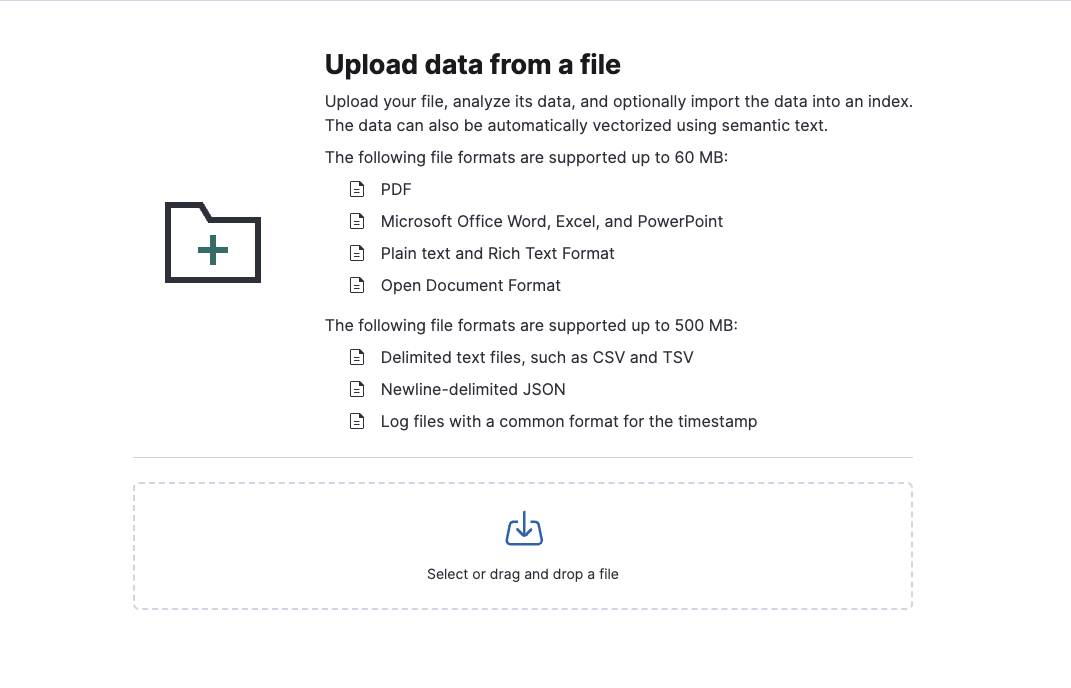 Upload data from a file
Upload your file, analyze its data, and optionally import the data into an index.
The data can also be automatically vectorized using semantic text.
The following file formats are supported up to 60 MB:
PDF
Microsoft Office Word, Excel, and PowerPoint
Plain text and Rich Text Format
Open Document Format
The following file formats are supported up to 500 MB:
Delimited text files, such as CSV and TSV
Newline-delimited JSON
Log files with a common format for the timestamp
Select or drag and drop a file